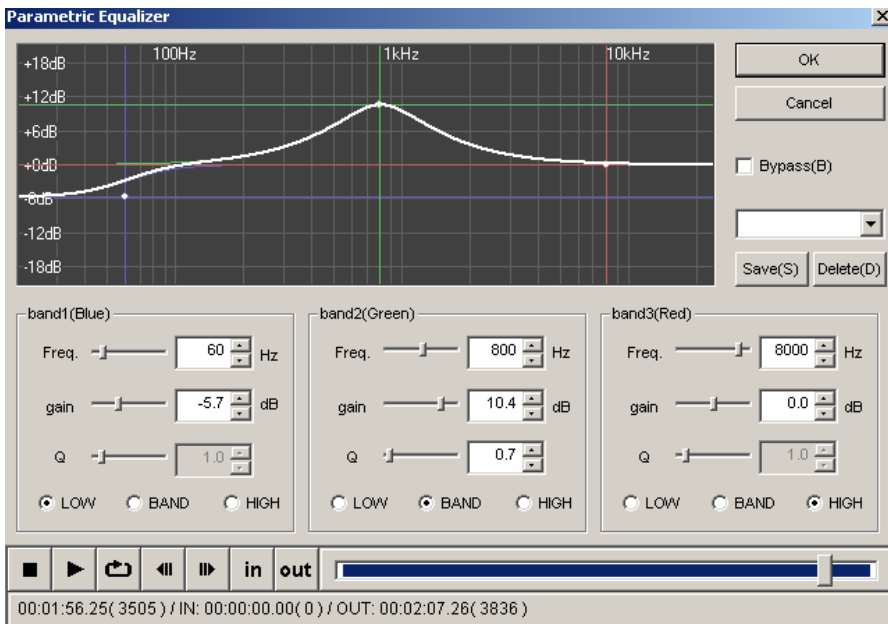 Parametric Equalizer
100Hz 1kHz 10kHz
+18dB
+12dB
+6dB
+0dB
-6dB
-12dB
-18dB
OK
Cancel
Bypass(B)
Save(S) Delete(D)
band1(Blue)
Freq. 60 Hz
gain -5.7 dB
Q 1.0
LOW BAND HIGH
band2(Green)
Freq. 800 Hz
gain 10.4 dB
Q 0.7
LOW BAND HIGH
band3(Red)
Freq. 8000 Hz
gain 0.0 dB
Q 1.0
LOW BAND HIGH
in out
00:01:56.25( 3505 ) / IN: 00:00:00.00( 0 ) / OUT: 00:02:07.26( 3836 )